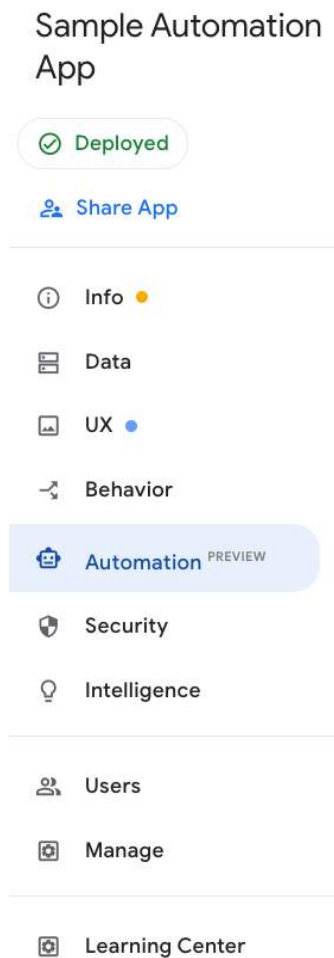 Sample Automation
App
Deployed
Share App
Info
Data
UX
Behavior
Automation PREVIEW
Security
Intelligence
Users
Manage
Learning Center